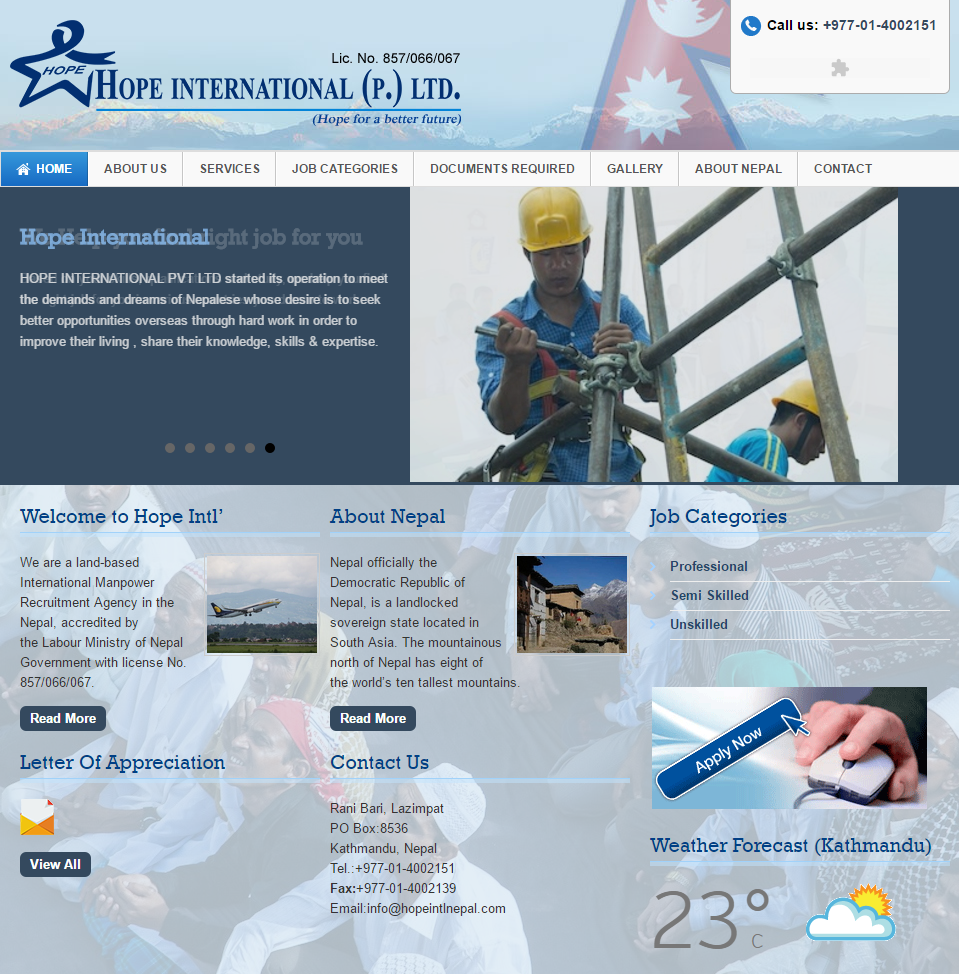 Lic. No. 857/066/067
HOPE
HOPE INTERNATIONAL (P.) LTD.
(Hope for a better future)
Call us: +977-01-4002151
HOME
ABOUT US
SERVICES
JOB CATEGORIES
DOCUMENTS REQUIRED
GALLERY
ABOUT NEPAL
CONTACT
Hope International
ight job for you
HOPE INTERNATIONAL PVT LTD started its operation to meet
the demands and dreams of Nepalese whose desire is to seek
better opportunities overseas through hard work in order to
improve their living , share their knowledge, skills & expertise.
Welcome to Hope Intl’
We are a land-based
International Manpower
Recruitment Agency in the
Nepal, accredited by
the Labour Ministry of Nepal
Government with license No.
857/066/067.
Read More
About Nepal
Nepal officially the
Democratic Republic of
Nepal, is a landlocked
sovereign state located in
South Asia. The mountainous
north of Nepal has eight of
the world’s ten tallest mountains.
Read More
Job Categories
Professional
Semi Skilled
Unskilled
Apply Now
Letter Of Appreciation
View All
Contact Us
Rani Bari, Lazimpat
PO Box:8536
Kathmandu, Nepal
Tel.:+977-01-4002151
Fax:+977-01-4002139
Email:info@hopeintlnepal.com
Weather Forecast (Kathmandu)
23° C